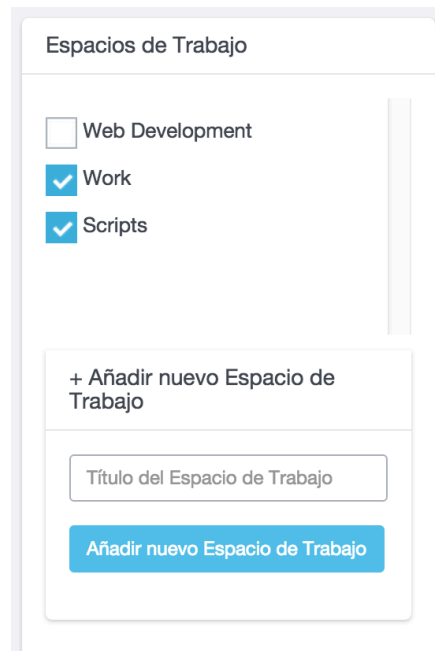 Espacios de Trabajo
Web Development
Work
Scripts
+ Añadir nuevo Espacio de
Trabajo
Título del Espacio de Trabajo
Añadir nuevo Espacio de Trabajo